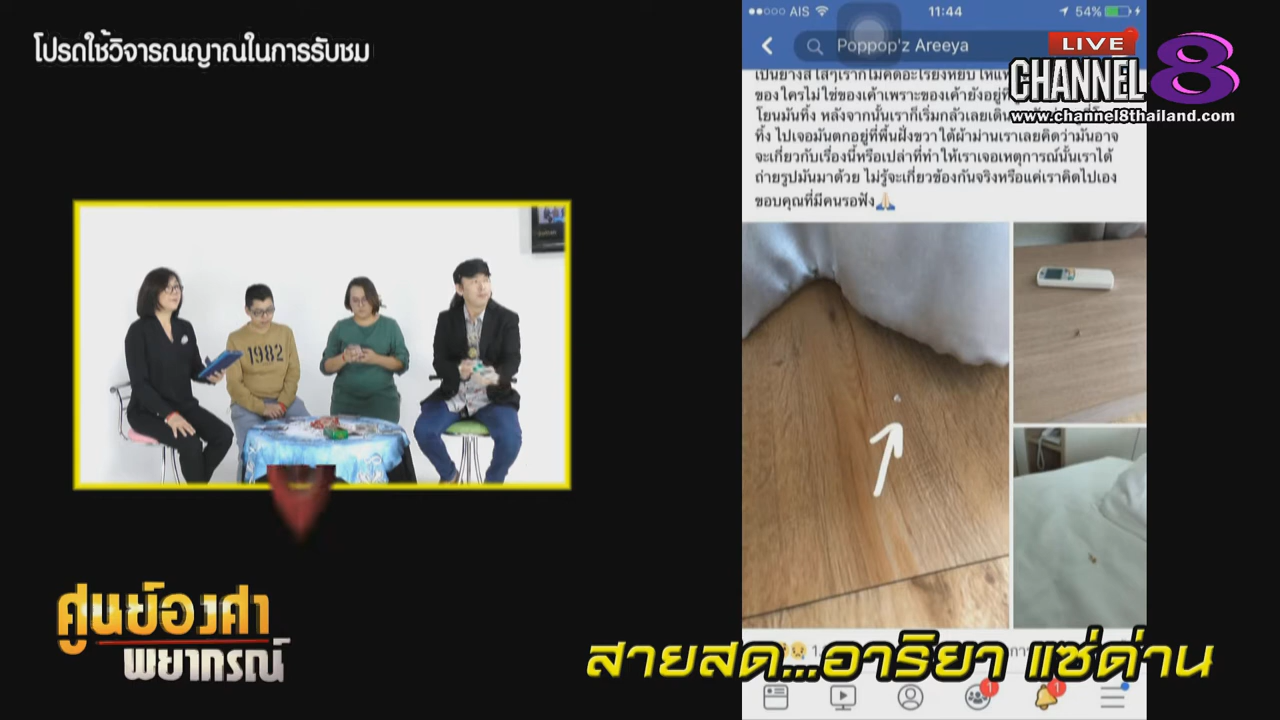 โปรดใช้วิจารณญาณในการรับชม
AIS
11:44
54%
Poppop'z Areeya
LIVE
CHANNEL 8
www.channel8thailand.com
ของใครไม่ใช่ของเค้าเพราะของเค้ายังอยู่
โยนมันทิ้ง หลังจากนั้นเราก็เริ่มกลัวเลยเดิน
ทิ้ง ไปเจอมันตกอยู่ที่พื้นฝั่งขวา ใต้ผ้าม่านเราเลยคิดว่ามันอาจ
จะเกี่ยวกับเรื่องนี้หรือเปล่าที่ทำให้เราเจอเหตุการณ์นั้นเราได้
ถ่ายรูปมันมาด้วย ไม่รู้จะเกี่ยวข้องกันจริงหรือแค่เราคิดไปเอง
ขอบคุณที่มีคนรอฟัง🙏🏻
1982
ศูนย์องศา
พยากรณ์
สายสด...อาริยา แซ่ด่าน
1
1